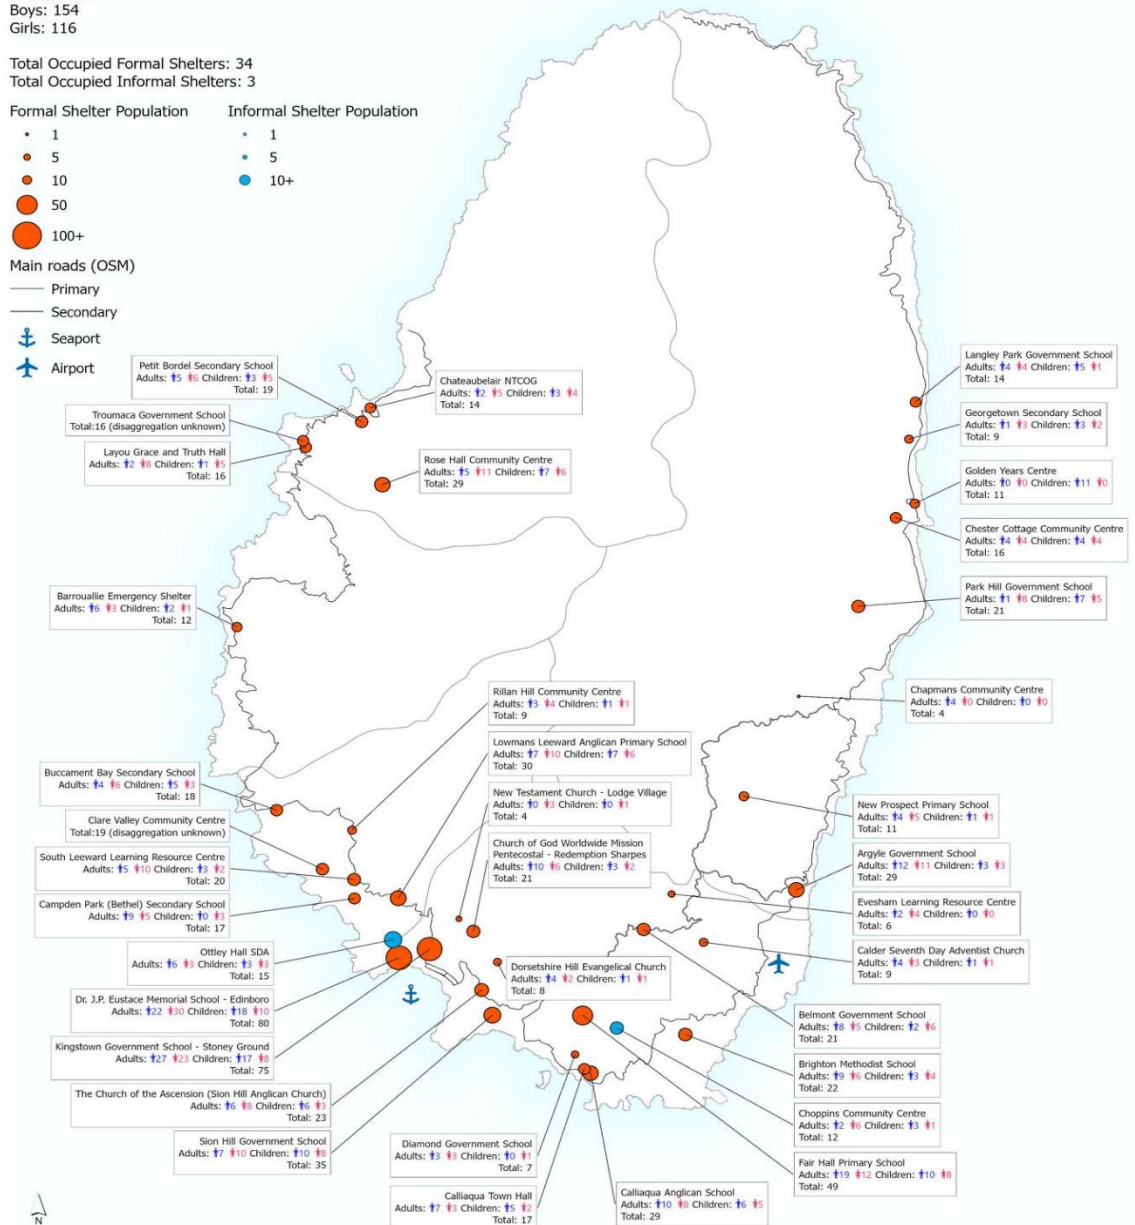 Boys: 154
Girls: 116
Total Occupied Formal Shelters: 34
Total Occupied Informal Shelters: 3
Formal Shelter Population
1
5
10
50
100+
Informal Shelter Population
1
5
10+
Main roads (OSM)
Primary
Secondary
Seaport
Airport
Petit Bordel Secondary School
Adults: 5 6 Children: 3 5
Total: 19
Chateaubelair NTCOG
Adults: 2 5 Children: 3 4
Total: 14
Troumaca Government School
Total:16 (disaggregation unknown)
Layou Grace and Truth Hall
Adults: 2 8 Children: 1 5
Total: 16
Rose Hall Community Centre
Adults: 5 11 Children: 7 6
Total: 29
Langley Park Government School
Adults: 4 4 Children: 5 1
Total: 14
Georgetown Secondary School
Adults: 1 3 Children: 3 2
Total: 9
Golden Years Centre
Adults: 0 0 Children: 11 0
Total: 11
Chester Cottage Community Centre
Adults: 4 4 Children: 4 4
Total: 16
Park Hill Government School
Adults: 1 8 Children: 7 5
Total: 21
Barrouallie Emergency Shelter
Adults: 6 3 Children: 2 1
Total: 12
Rillan Hill Community Centre
Adults: 3 4 Children: 1 1
Total: 9
Chapmans Community Centre
Adults: 4 0 Children: 0 0
Total: 4
Lowmans Leeward Anglican Primary School
Adults: 7 10 Children: 7 6
Total: 30
Buccament Bay Secondary School
Adults: 4 6 Children: 5 3
Total: 18
New Testament Church - Lodge Village
Adults: 0 3 Children: 0 1
Total: 4
Clare Valley Community Centre
Total:19 (disaggregation unknown)
Church of God Worldwide Mission
Pentecostal - Redemption Sharpes
Adults: 10 6 Children: 3 2
Total: 21
New Prospect Primary School
Adults: 4 5 Children: 1 1
Total: 11
South Leeward Learning Resource Centre
Adults: 5 10 Children: 3 2
Total: 20
Argyle Government School
Adults: 12 11 Children: 3 3
Total: 29
Campden Park (Bethel) Secondary School
Adults: 9 5 Children: 0 3
Total: 17
Evesham Learning Resource Centre
Adults: 2 4 Children: 0 0
Total: 6
Ottley Hall SDA
Adults: 6 3 Children: 3 3
Total: 15
Calder Seventh Day Adventist Church
Adults: 4 3 Children: 1 1
Total: 9
Dorsetshire Hill Evangelical Church
Adults: 4 2 Children: 1 1
Total: 8
Dr. J.P. Eustace Memorial School - Edinboro
Adults: 22 30 Children: 18 10
Total: 80
Belmont Government School
Adults: 8 5 Children: 2 6
Total: 21
Kingstown Government School - Stoney Ground
Adults: 27 23 Children: 17 8
Total: 75
Brighton Methodist School
Adults: 9 6 Children: 3 4
Total: 22
The Church of the Ascension (Sion Hill Anglican Church)
Adults: 6 8 Children: 6 3
Total: 23
Choppins Community Centre
Adults: 2 6 Children: 3 1
Total: 12
Sion Hill Government School
Adults: 7 10 Children: 10 8
Total: 35
Diamond Government School
Adults: 3 3 Children: 0 1
Total: 7
Fair Hall Primary School
Adults: 19 12 Children: 10 8
Total: 49
Calliaqua Town Hall
Adults: 7 3 Children: 5 2
Total: 17
Calliaqua Anglican School
Adults: 10 8 Children: 6 5
Total: 29
N